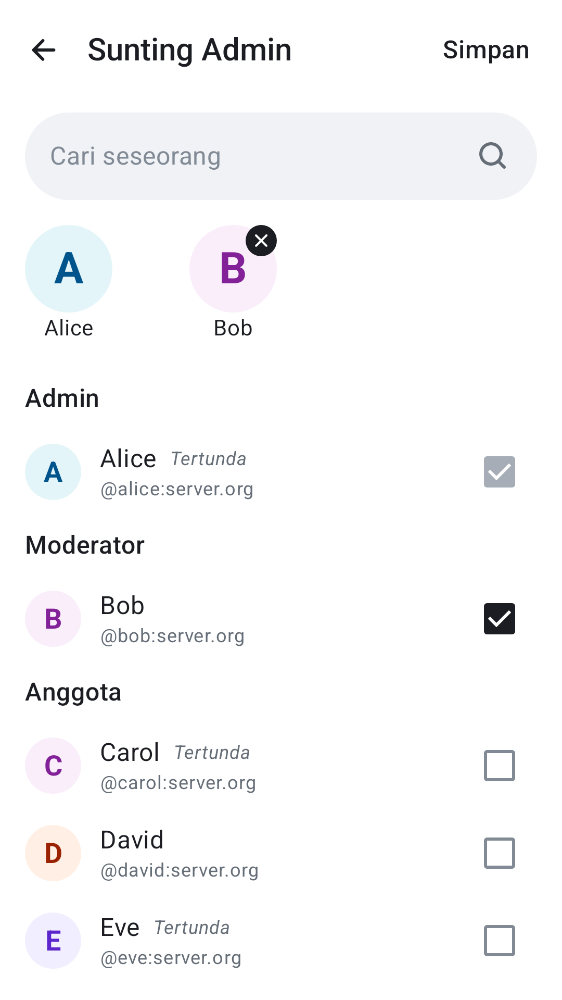 Sunting Admin
Simpan
Cari seseorang
A
B
Alice
Bob
Admin
A
Alice Tertunda
@alice:server.org
Moderator
B
Bob
@bob:server.org
Anggota
C
Carol Tertunda
@carol:server.org
D
David
@david:server.org
E
Eve Tertunda
@eve:server.org